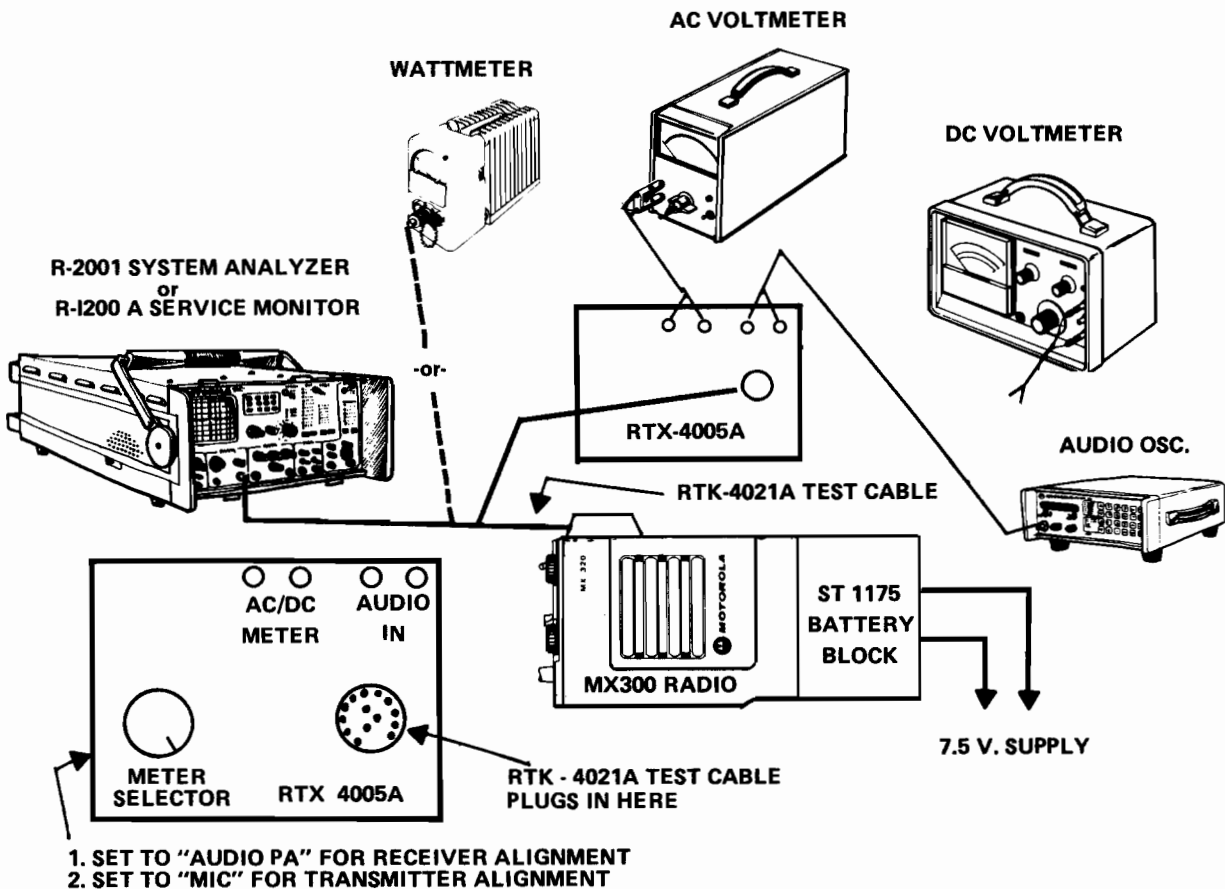 AC VOLTMETER
WATTMETER
DC VOLTMETER
R-2001 SYSTEM ANALYZER
or
R-I200 A SERVICE MONITOR
-or-
RTX-4005A
AUDIO OSC.
RTK-4021A TEST CABLE
MX 320
MOTOROLA
MX300 RADIO
ST 1175
BATTERY
BLOCK
7.5 V. SUPPLY
AC/DC
METER
AUDIO
IN
METER
SELECTOR
RTX 4005A
RTK - 4021A TEST CABLE
PLUGS IN HERE
1. SET TO "AUDIO PA" FOR RECEIVER ALIGNMENT
2. SET TO "MIC" FOR TRANSMITTER ALIGNMENT